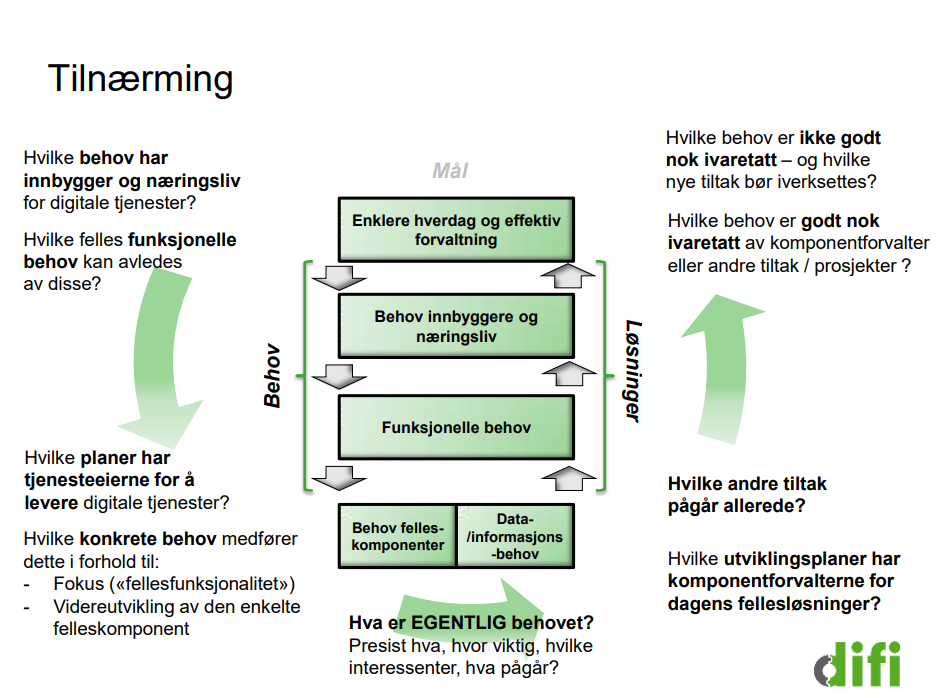 Tilnærming
Hvilke behov har
innbygger og næringsliv
for digitale tjenester?
Hvilke felles funksjonelle
behov kan avledes
av disse?
Hvilke planer har
tjenesteeierne for å
levere digitale tjenester?
Hvilke konkrete behov medfører
dette i forhold til:
- Fokus («fellesfunksjonalitet»)
- Videreutvikling av den enkelte
felleskomponent
Mål
Enklere hverdag og effektiv
forvaltning
Behov innbyggere og
næringsliv
Funksjonelle behov
Behov felles-
komponenter
Data-
/informasjons
-behov
Behov
Løsninger
Hva er EGENTLIG behovet?
Presist hva, hvor viktig, hvilke
interessenter, hva pågår?
Hvilke behov er ikke godt
nok ivaretatt – og hvilke
nye tiltak bør iverksettes?
Hvilke behov er godt nok
ivaretatt av komponentforvalter
eller andre tiltak / prosjekter ?
Hvilke andre tiltak
pågår allerede?
Hvilke utviklingsplaner har
komponentforvalterne for
dagens fellesløsninger?
difi